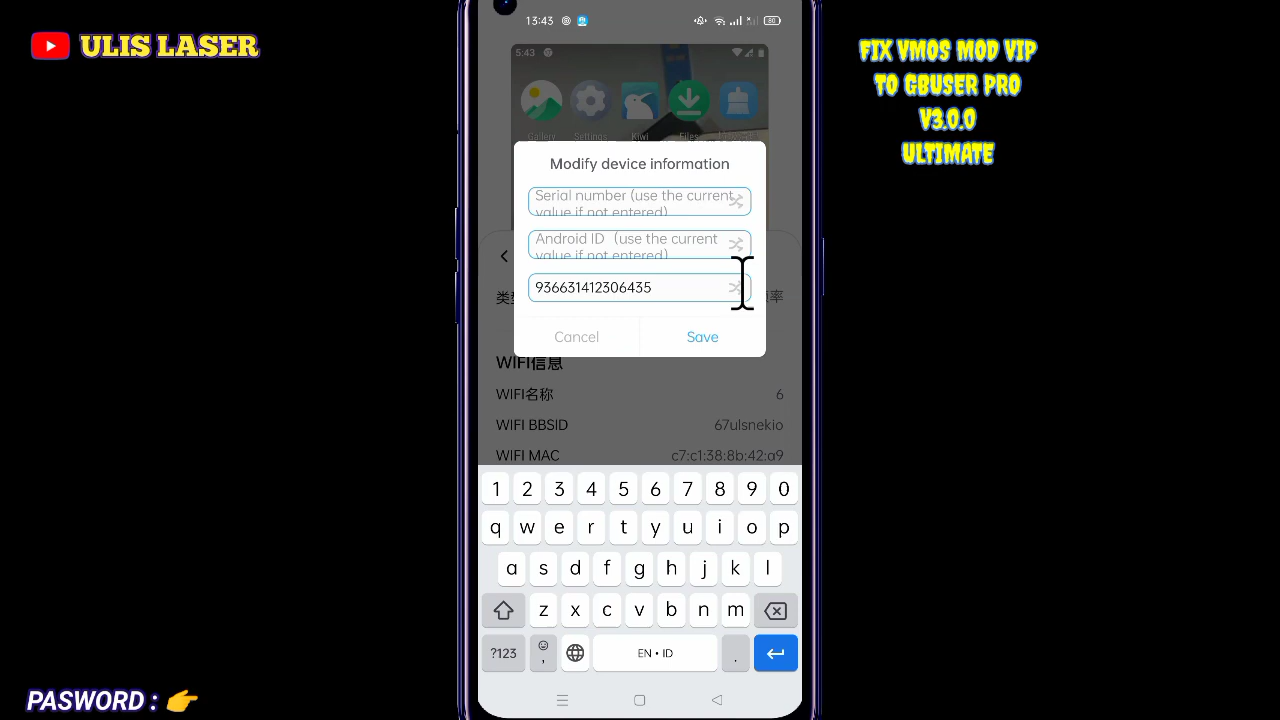 ULIS LASER
FIX VMOS MOD VIP
TO GBUSER PRO
V3.0.0
ULTIMATE
13:43
80
5:43
Gallery Settings Kiwi Files
Modify device information
Serial number (use the current
value if not entered)
Android ID（use the current
value if not entered)
936631412306435
Cancel Save
WIFI信息
WIFI名称 6
WIFI BBSID 67ulsnekio
WIFI MAC c7:c1:38:8b:42:a9
1 2 3 4 5 6 7 8 9 0
q w e r t y u i o p
a s d f g h j k l
z x c v b n m
?123 , EN • ID .
PASWORD :